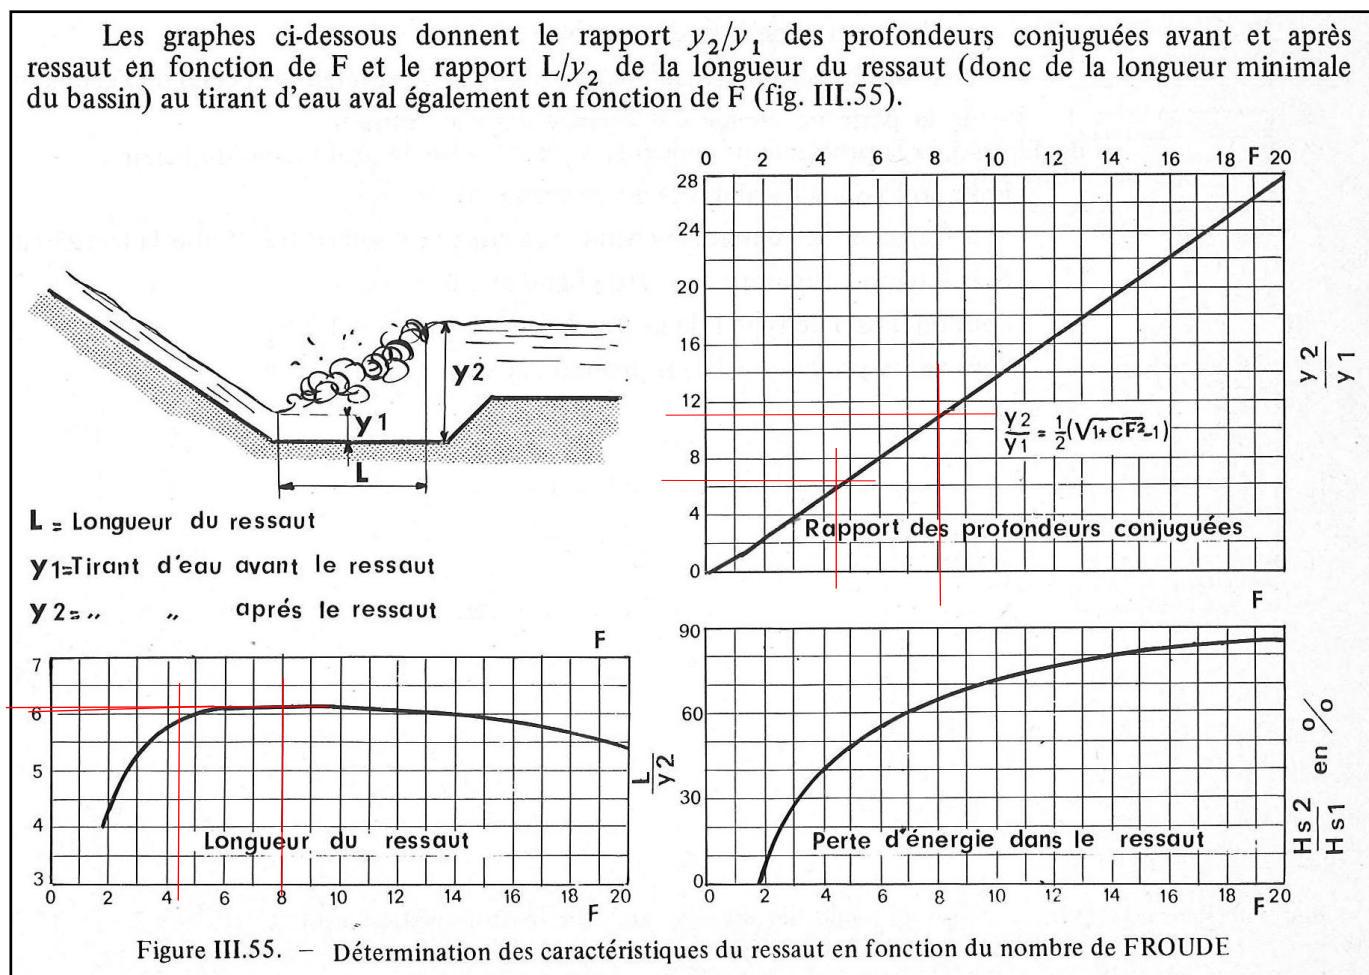 Les graphes ci-dessous donnent le rapport y2/y1 des profondeurs conjuguées avant et après
ressaut en fonction de F et le rapport L/y2 de la longueur du ressaut (donc de la longueur minimale
du bassin) au tirant d'eau aval également en fonction de F (fig. III.55).
0 2 4 6 8 10 12 14 16 18 F 20
28
24
20
16
12
8
4
0
y2
y1
y2/y1 = 1/2(√1+CF²-1)
Rapport des profondeurs conjuguées
F
y2
y1
L
L = Longueur du ressaut
y1=Tirant d'eau avant le ressaut
y2= ,, ,, aprés le ressaut
F
7
6
5
4
3
L
y2
Longueur du ressaut
0 2 4 6 8 10 12 14 16 18 20
F
90
60
30
0
Hs2
Hs1
en %
Perte d'énergie dans le ressaut
0 2 4 6 8 10 12 14 16 18 20
F
Figure III.55. — Détermination des caractéristiques du ressaut en fonction du nombre de FROUDE